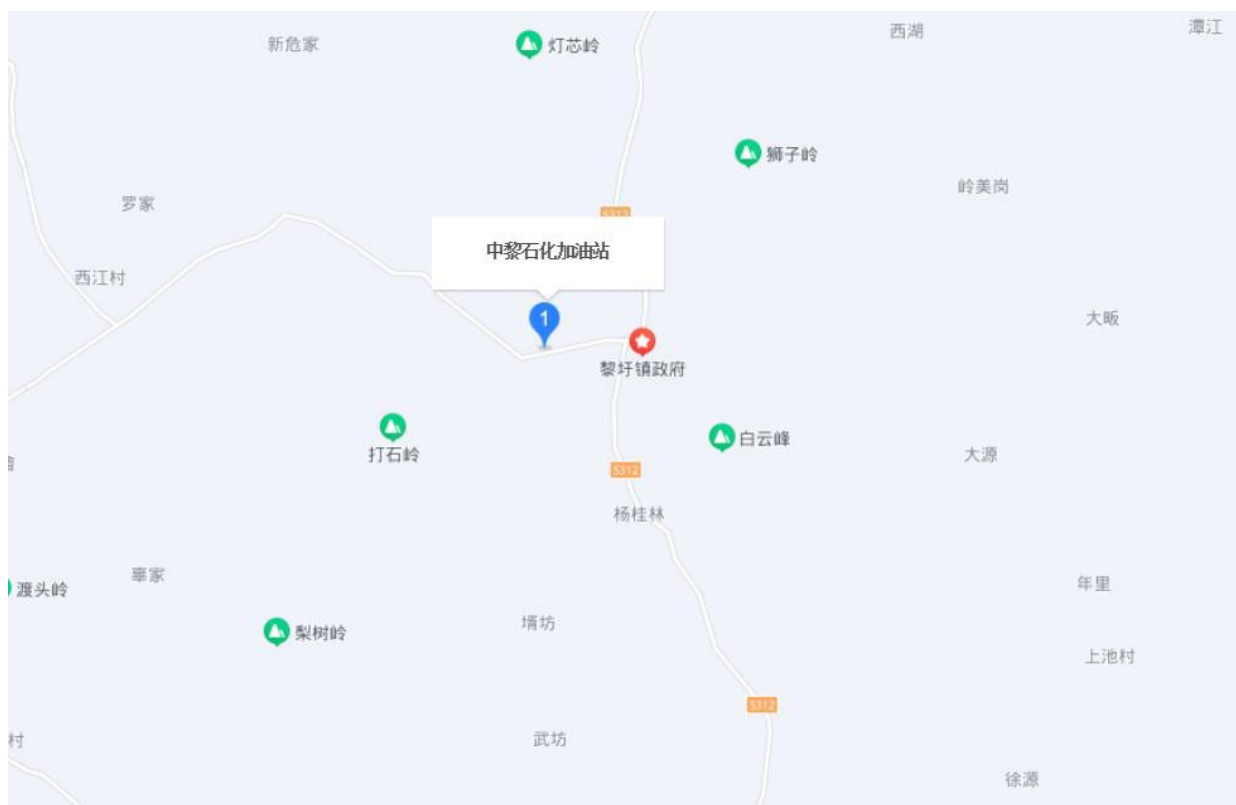 新危家
灯芯岭
西湖
潭江
狮子岭
岭美岗
罗家
S312
中黎石化加油站
西江村
1
大畈
黎圩镇政府
打石岭
白云峰
大源
S312
杨桂林
辜家
渡头岭
年里
壻坊
梨树岭
上池村
S312
武坊
村
徐源